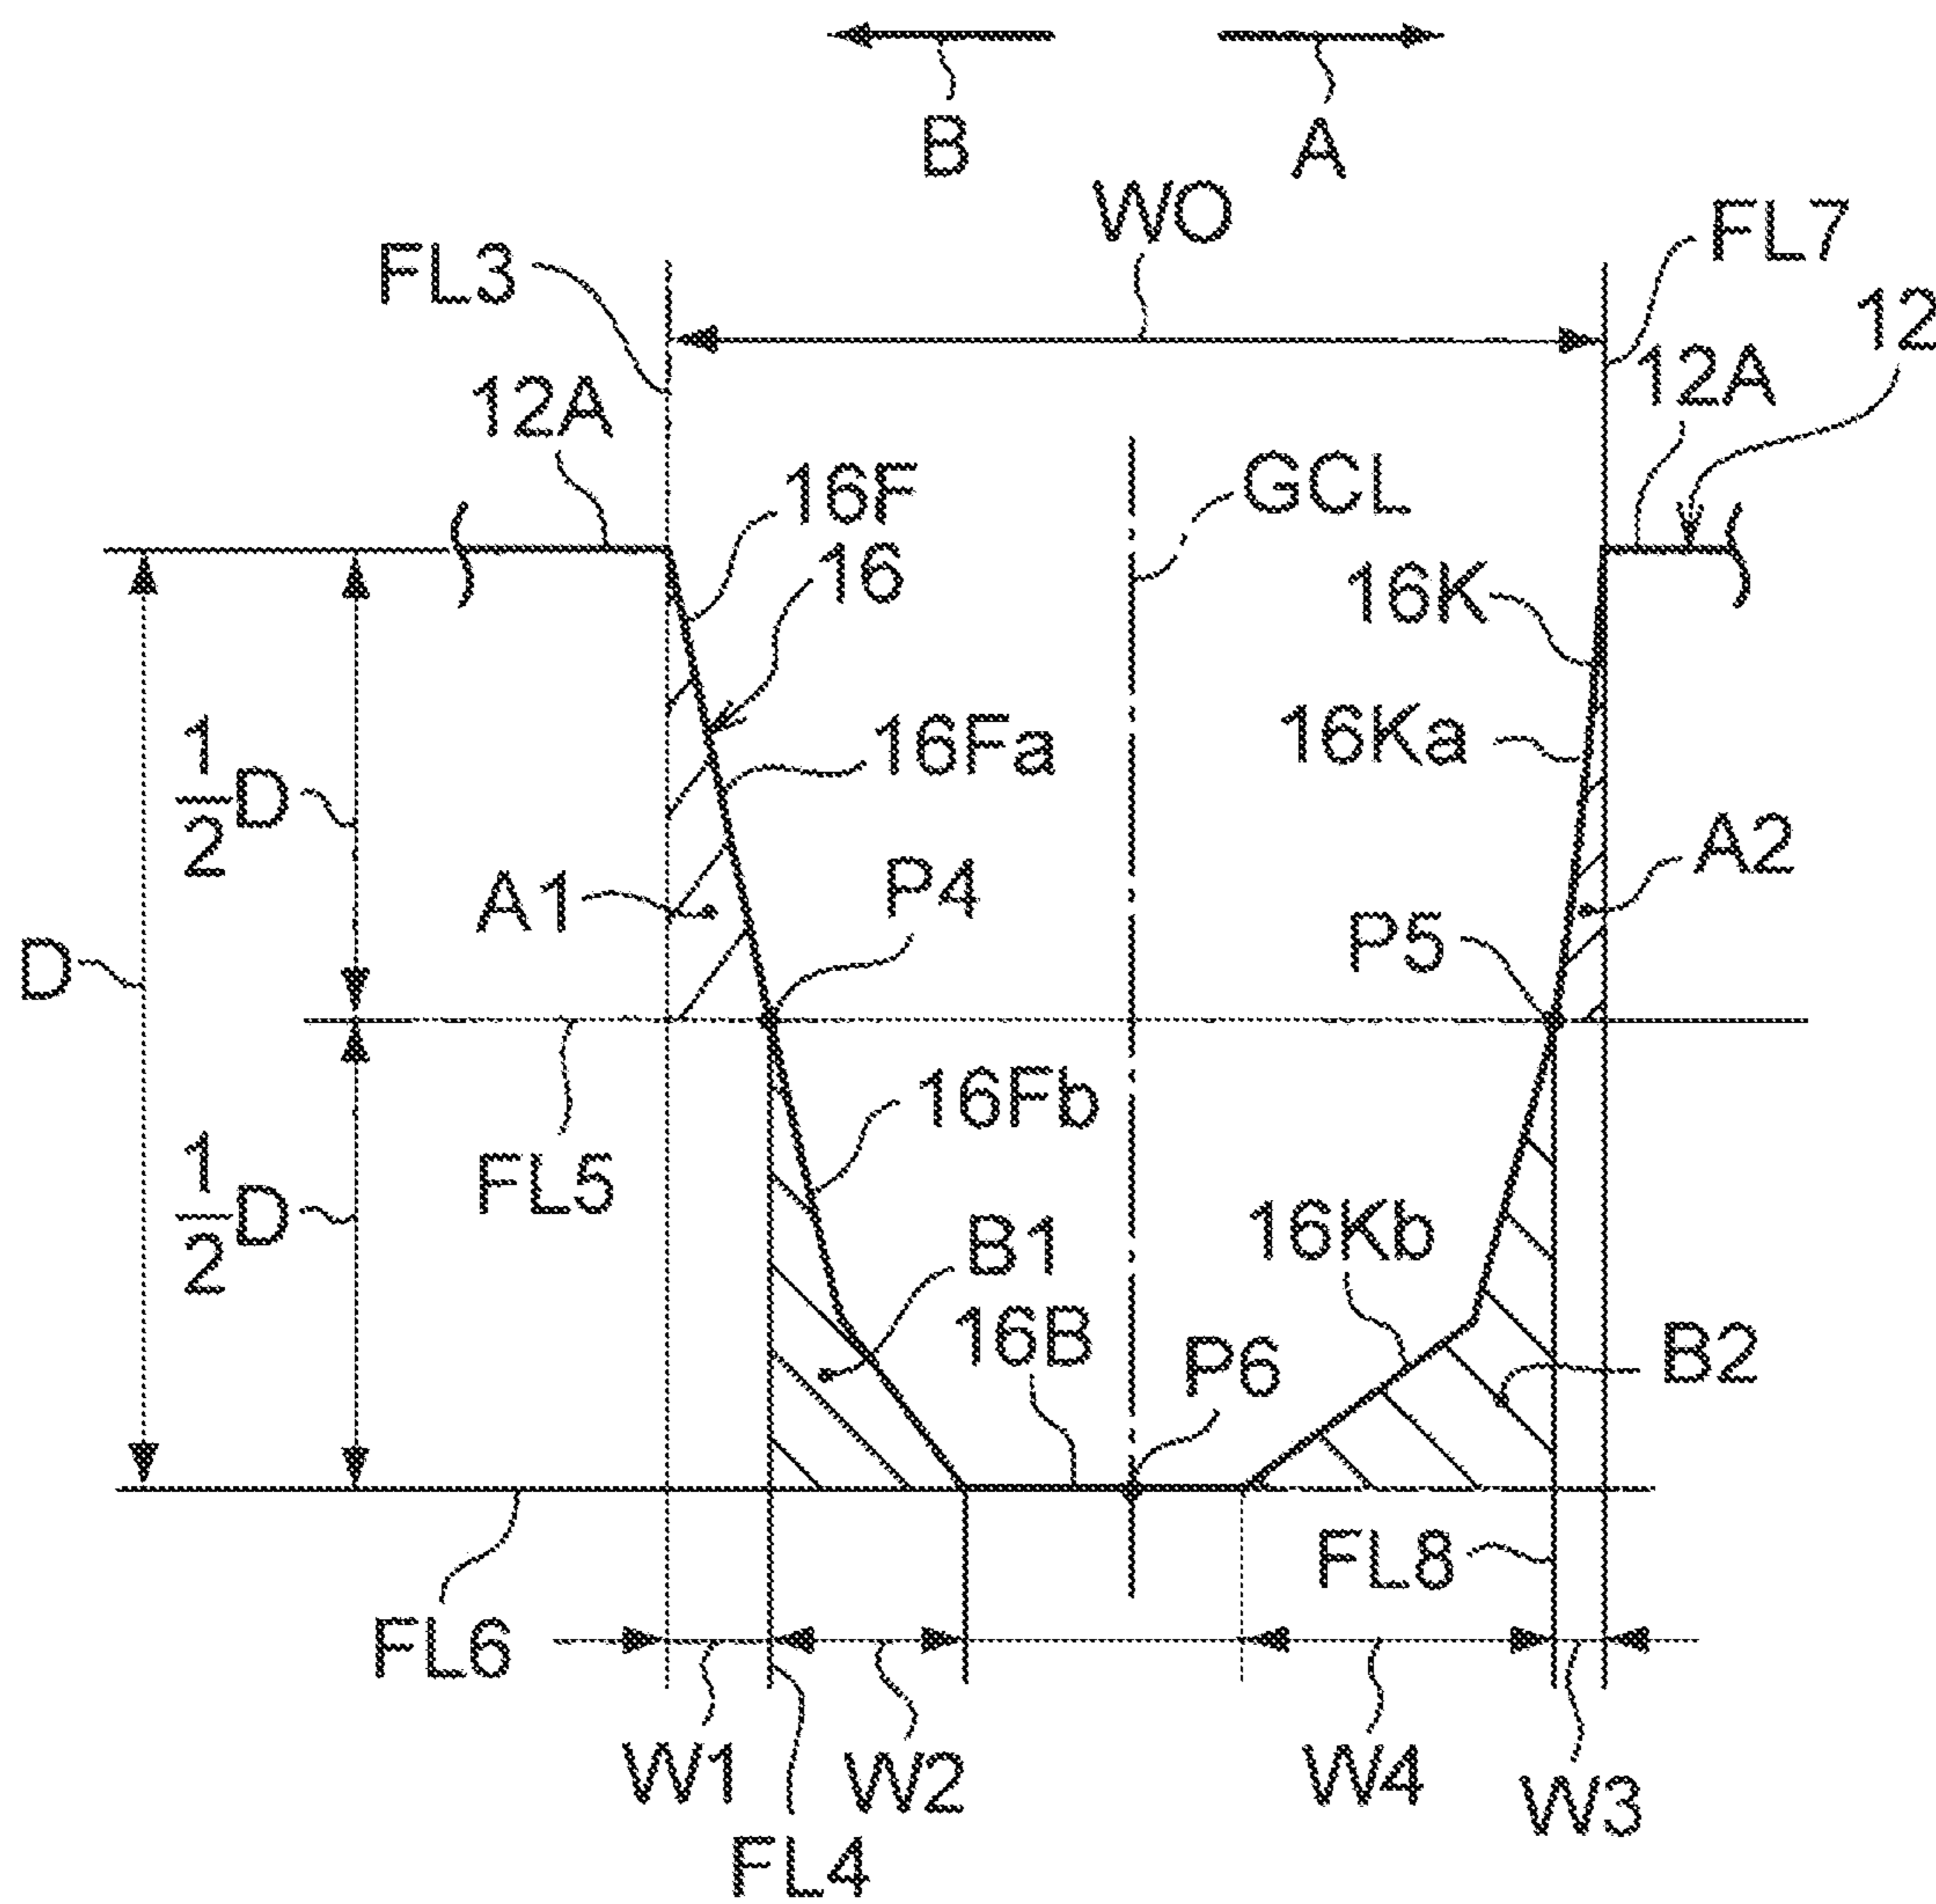 B
A
WO
FL3
FL7
12
12A
12A
16F
GCL
16
16K
1/2 D
16Fa
16Ka
A1
P4
A2
D
P5
16Fb
FL5
1/2 D
B1
16Kb
16B
P6
B2
FL8
FL6
W1
W2
W4
W3
FL4